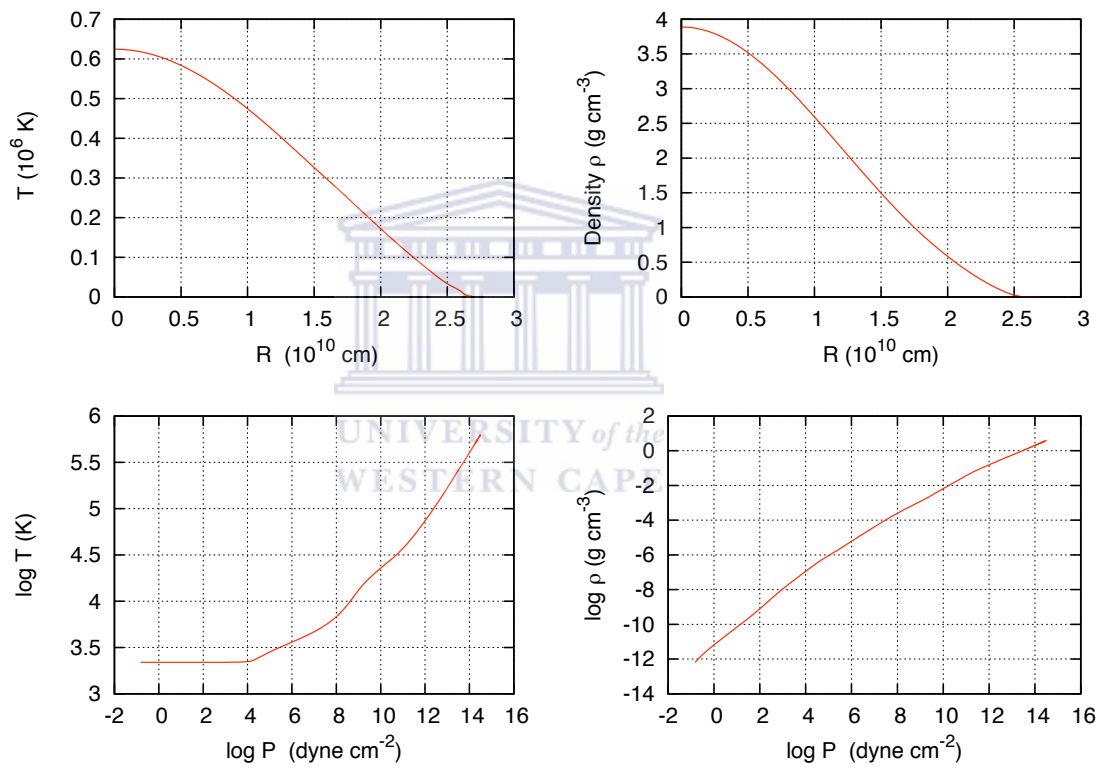 T (10^6 K)
0.7
0.6
0.5
0.4
0.3
0.2
0.1
0
0 0.5 1 1.5 2 2.5 3
R (10^10 cm)
Density ρ (g cm^-3)
4
3.5
3
2.5
2
1.5
1
0.5
0
0 0.5 1 1.5 2 2.5 3
R (10^10 cm)
UNIVERSITY of the
WESTERN CAPE
log T (K)
6
5.5
5
4.5
4
3.5
3
-2 0 2 4 6 8 10 12 14 16
log P (dyne cm^-2)
log ρ (g cm^-3)
2
0
-2
-4
-6
-8
-10
-12
-14
-2 0 2 4 6 8 10 12 14 16
log P (dyne cm^-2)